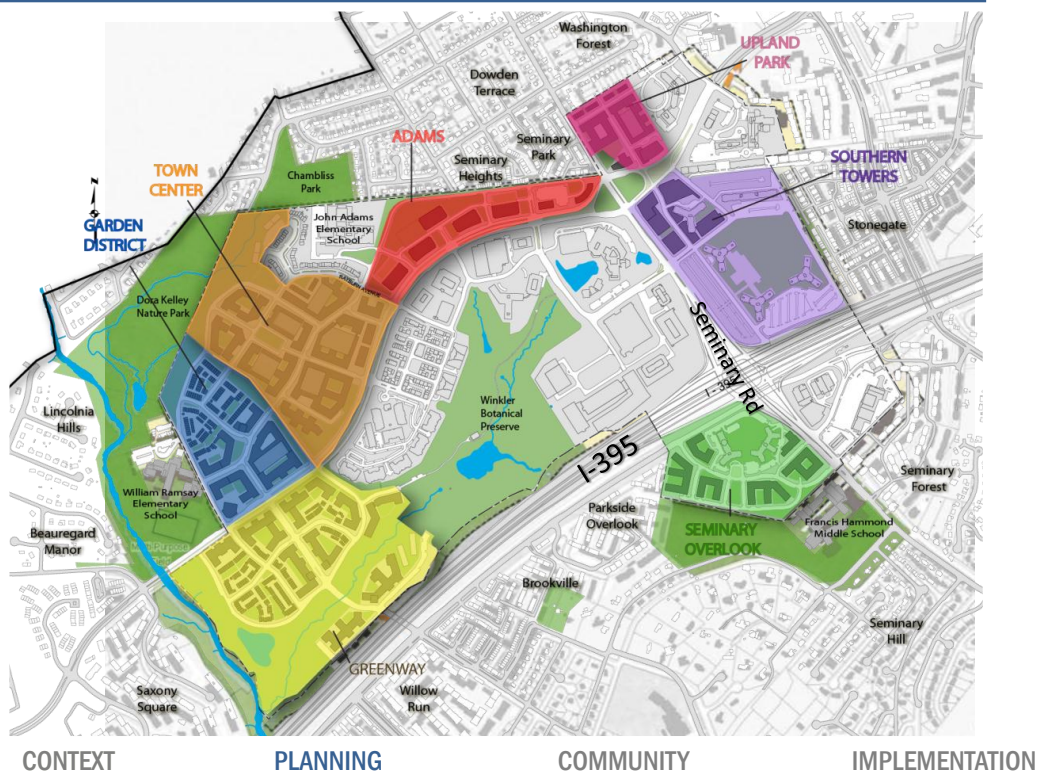 Washington
Forest
UPLAND
PARK
Dowden
Terrace
ADAMS
Seminary
Park
Seminary
Heights
SOUTHERN
TOWERS
TOWN
CENTER
Chambliss
Park
N
John Adams
Elementary
School
Stonegate
GARDEN
DISTRICT
Dora Kelley
Nature Park
Seminary Rd
I-395
Lincolnia
Hills
Winkler
Botanical
Preserve
I-395
Seminary
Forest
William Ramsay
Elementary
School
Parkside
Overlook
Francis Hammond
Middle School
SEMINARY
OVERLOOK
Beauregard
Manor
Brookville
Seminary
Hill
GREENWAY
Saxony
Square
Willow
Run
CONTEXT
PLANNING
COMMUNITY
IMPLEMENTATION